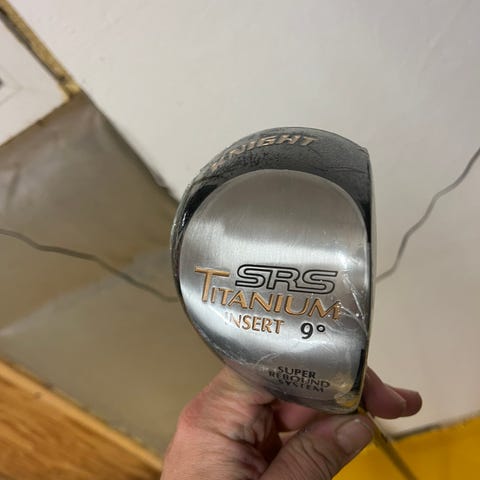 KNIGHT
SRS
TITANIUM
INSERT 9°
SUPER
REBOUND
SYSTEM